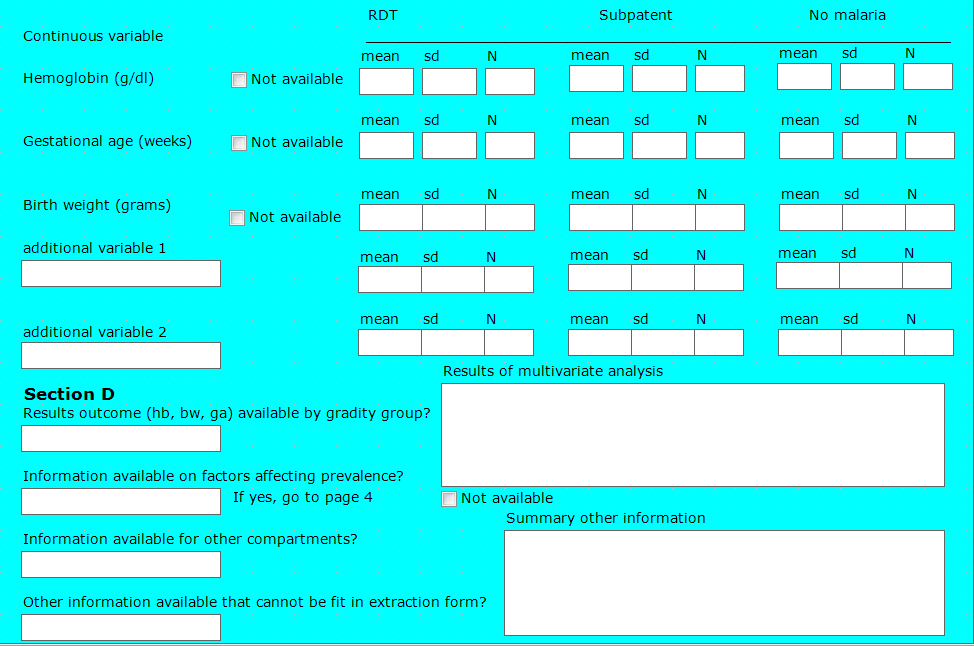 RDT Subpatent No malaria
Continuous variable
mean sd N mean sd N mean sd N
Hemoglobin (g/dl) Not available
mean sd N mean sd N mean sd N
Gestational age (weeks) Not available
mean sd N mean sd N mean sd N
Birth weight (grams)
Not available
additional variable 1
mean sd N mean sd N mean sd N
mean sd N mean sd N mean sd N
additional variable 2
Results of multivariate analysis
Section D
Results outcome (hb, bw, ga) available by gradity group?
Information available on factors affecting prevalence?
If yes, go to page 4
Not available
Summary other information
Information available for other compartments?
Other information available that cannot be fit in extraction form?